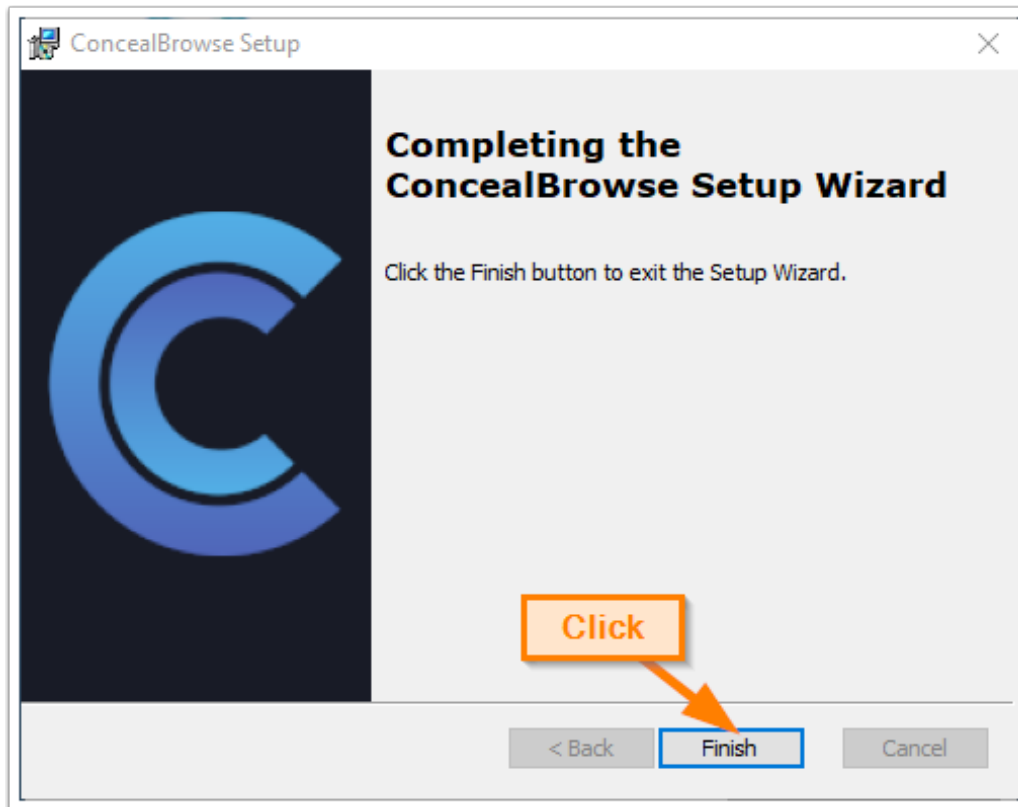 ConcealBrowse Setup
Completing the
ConcealBrowse Setup Wizard
Click the Finish button to exit the Setup Wizard.
Click
< Back
Finish
Cancel